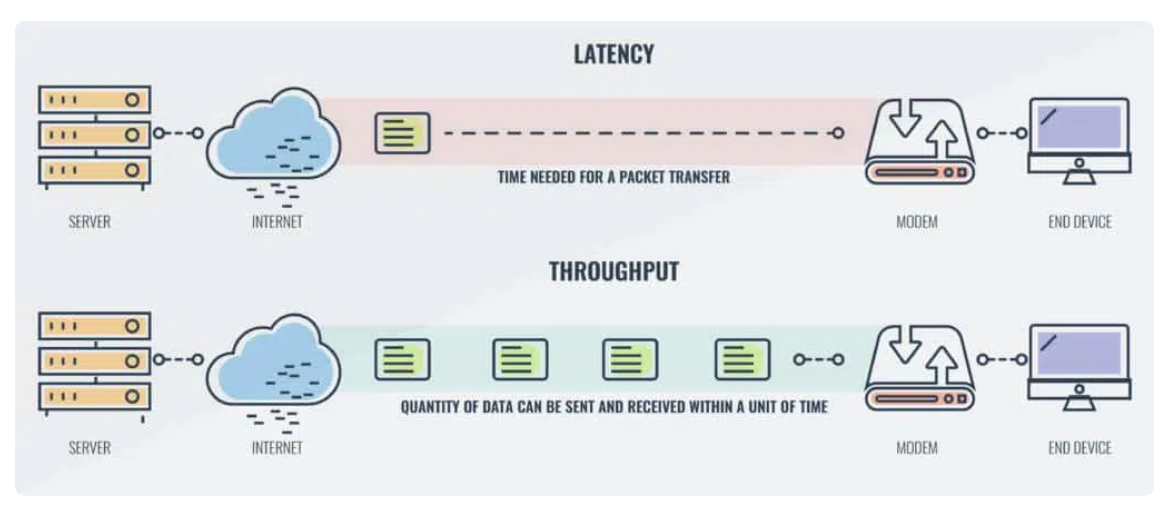 LATENCY
TIME NEEDED FOR A PACKET TRANSFER
SERVER
INTERNET
MODEM
END DEVICE
THROUGHPUT
QUANTITY OF DATA CAN BE SENT AND RECEIVED WITHIN A UNIT OF TIME
SERVER
INTERNET
MODEM
END DEVICE